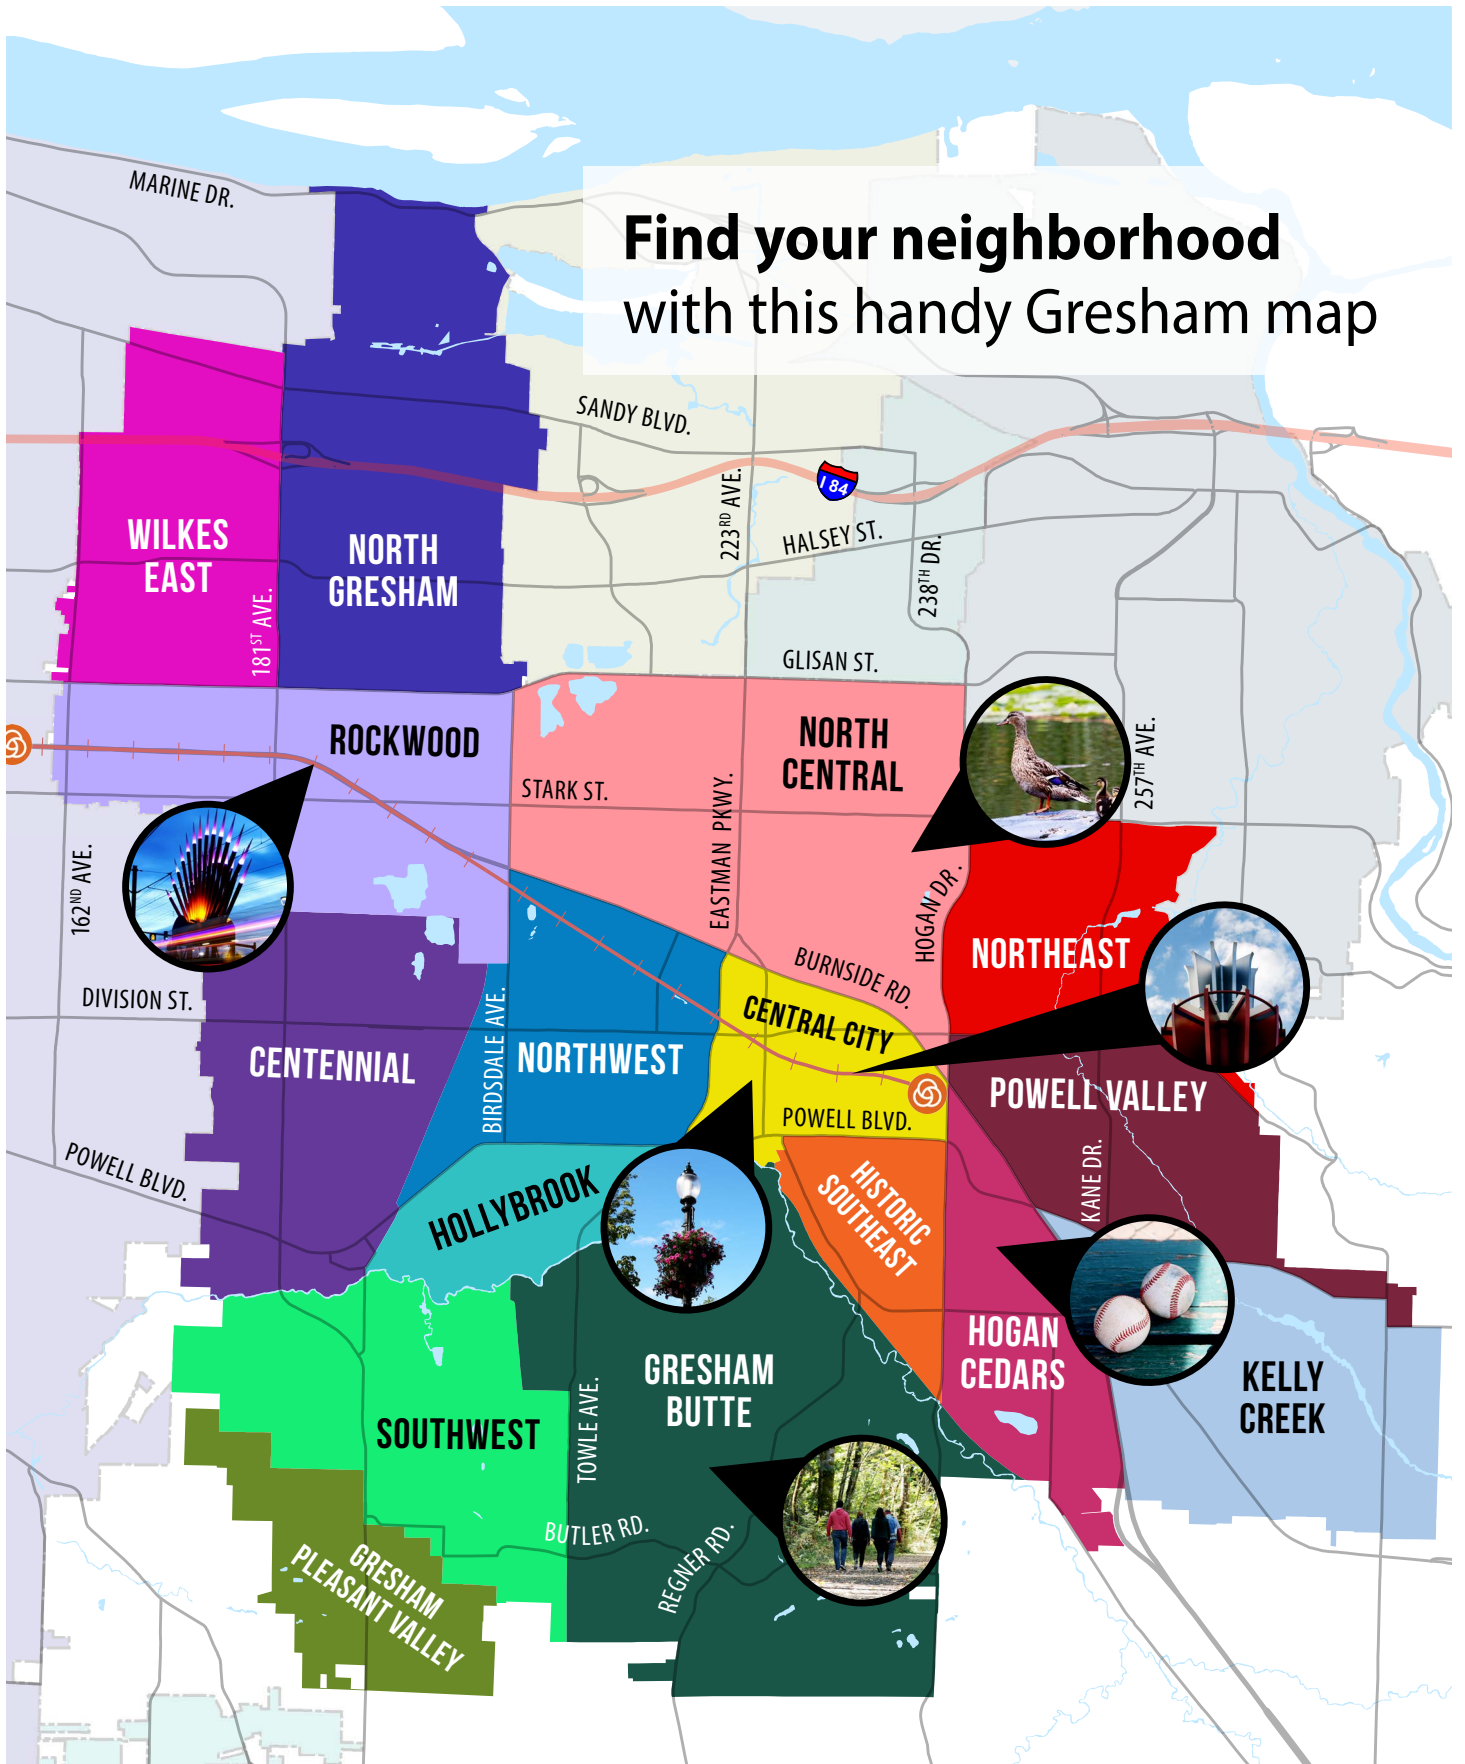 MARINE DR.
Find your neighborhood
with this handy Gresham map
SANDY BLVD.
I 84
223RD AVE.
HALSEY ST.
238TH DR.
WILKES
EAST
NORTH
GRESHAM
181ST AVE.
GLISAN ST.
ROCKWOOD
NORTH
CENTRAL
257TH AVE.
STARK ST.
EASTMAN PKWY.
162ND AVE.
HOGAN DR.
NORTHEAST
BURNSIDE RD.
DIVISION ST.
BIRDSDALE AVE.
CENTRAL CITY
CENTENNIAL
NORTHWEST
POWELL VALLEY
POWELL BLVD.
POWELL BLVD.
KANE DR.
HOLLYBROOK
HISTORIC
SOUTHEAST
HOGAN
CEDARS
GRESHAM
BUTTE
KELLY
CREEK
SOUTHWEST
TOWLE AVE.
BUTLER RD.
REGNER RD.
GRESHAM
PLEASANT VALLEY